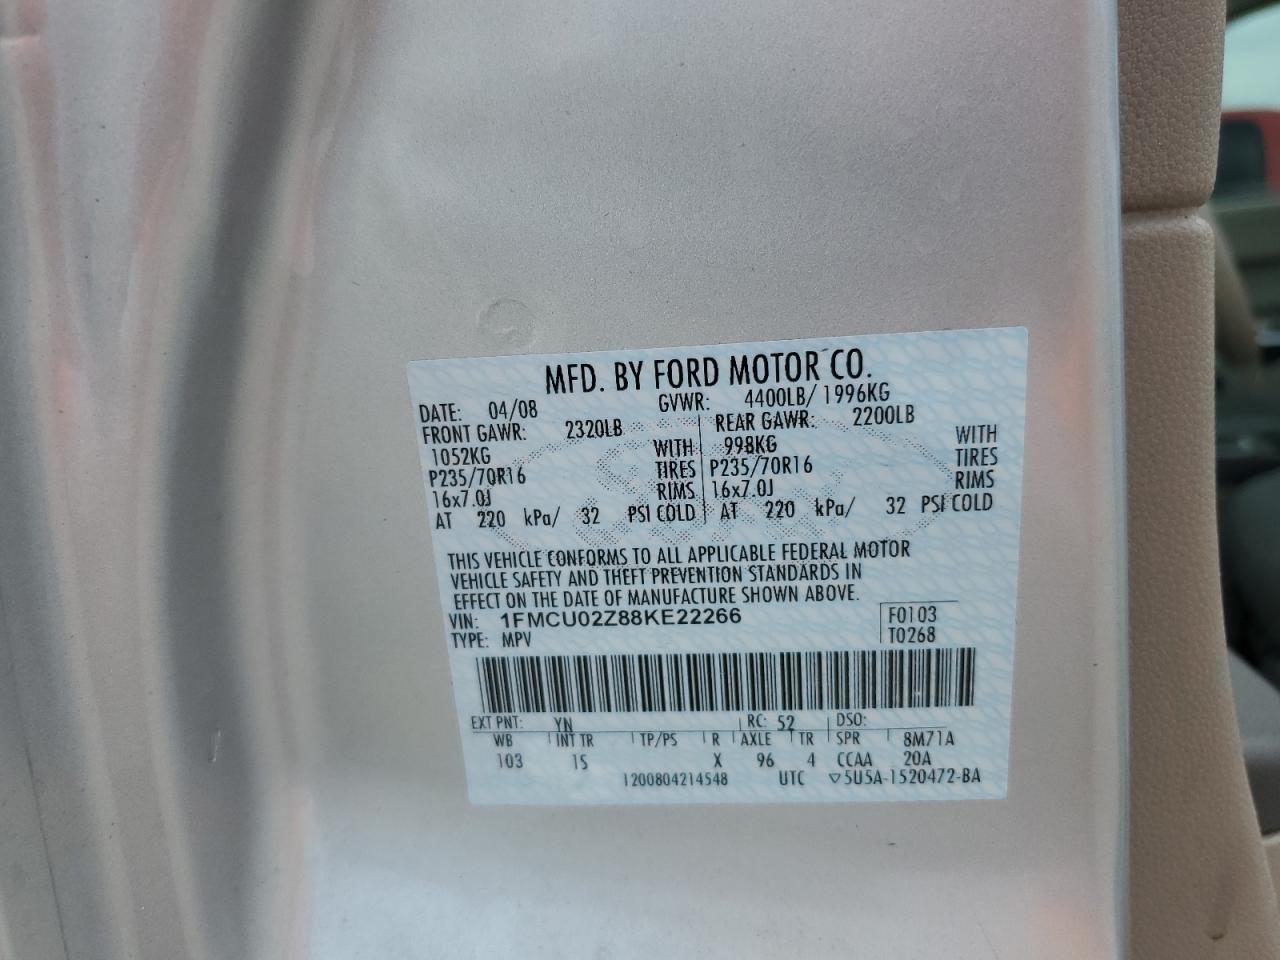 MFD. BY FORD MOTOR CO.
DATE: 04/08 GVWR: 4400LB/ 1996KG
FRONT GAWR: 2320LB REAR GAWR: 2200LB
1052KG WITH 998KG WITH
P235/70R16 TIRES P235/70R16 TIRES
16x7.0J RIMS 16x7.0J RIMS
AT 220 kPa/ 32 PSI COLD AT 220 kPa/ 32 PSI COLD
THIS VEHICLE CONFORMS TO ALL APPLICABLE FEDERAL MOTOR
VEHICLE SAFETY AND THEFT PREVENTION STANDARDS IN
EFFECT ON THE DATE OF MANUFACTURE SHOWN ABOVE.
VIN: 1FMCU02Z88KE22266 F0103
TYPE: MPV T0268
EXT PNT: YN RC: 52 DSO:
WB INT TR TP/PS R AXLE TR SPR 8M71A
103 1S X 96 4 CCAA 20A
1200804214548 UTC ▽5U5A-1520472-BA